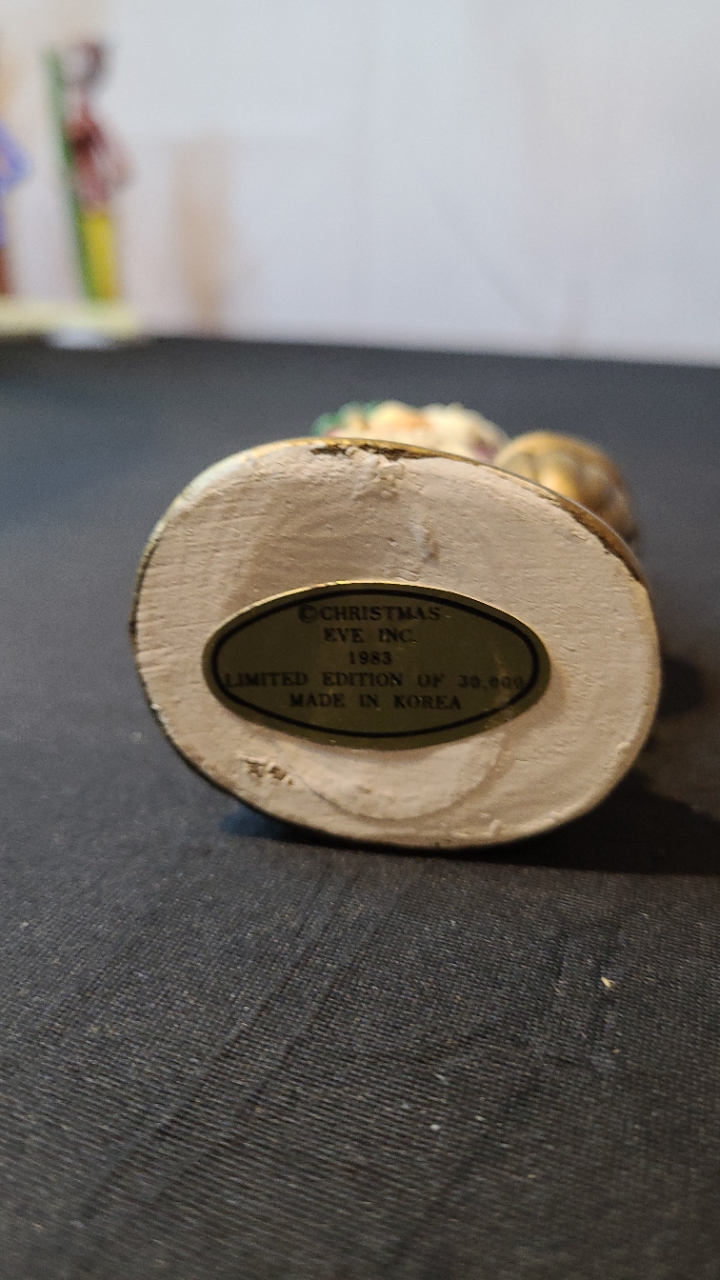 ©CHRISTMAS
EVE INC.
1983
LIMITED EDITION OF 30,000
MADE IN KOREA